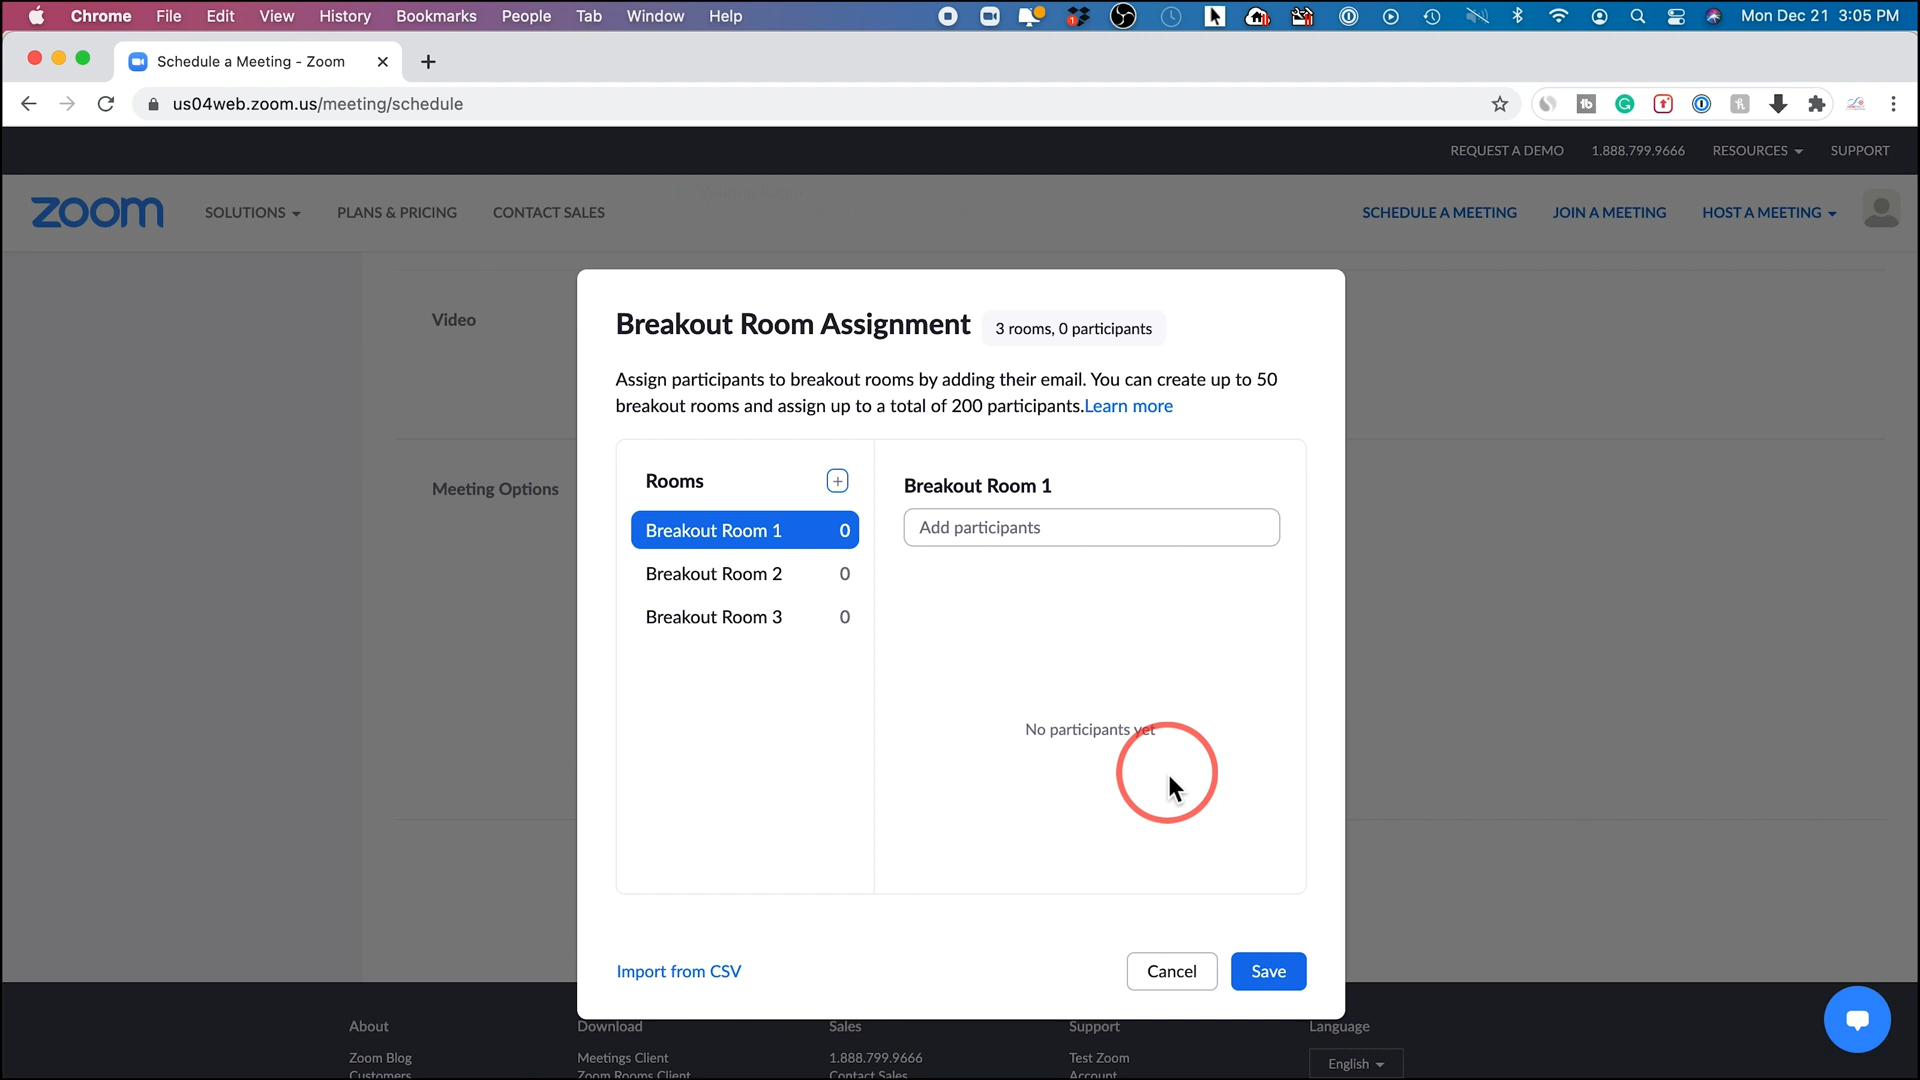 Chrome File Edit View History Bookmarks People Tab Window Help Mon Dec 21 3:05 PM
Schedule a Meeting - Zoom
us04web.zoom.us/meeting/schedule
REQUEST A DEMO 1.888.799.9666 RESOURCES SUPPORT
zoom SOLUTIONS PLANS & PRICING CONTACT SALES SCHEDULE A MEETING JOIN A MEETING HOST A MEETING
Video
Meeting Options
Breakout Room Assignment 3 rooms, 0 participants
Assign participants to breakout rooms by adding their email. You can create up to 50
breakout rooms and assign up to a total of 200 participants.Learn more
Rooms
Breakout Room 1 0
Breakout Room 2 0
Breakout Room 3 0
Breakout Room 1
Add participants
No participants yet
Import from CSV Cancel Save
About Download Sales Support Language
Zoom Blog Meetings Client 1.888.799.9666 Test Zoom English
Customers Zoom Rooms Client Contact Sales Account